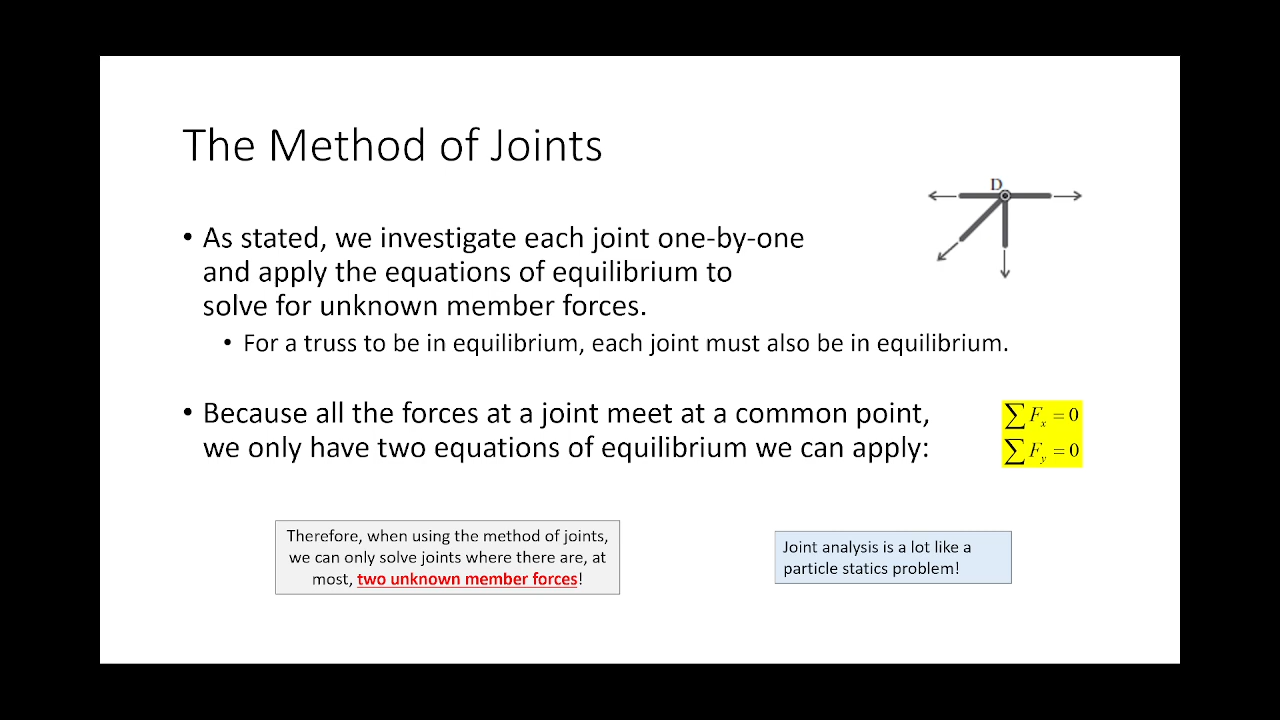 The Method of Joints
D
• As stated, we investigate each joint one-by-one
and apply the equations of equilibrium to
solve for unknown member forces.
• For a truss to be in equilibrium, each joint must also be in equilibrium.
• Because all the forces at a joint meet at a common point,
we only have two equations of equilibrium we can apply:
∑ Fx = 0
∑ Fy = 0
Therefore, when using the method of joints,
we can only solve joints where there are, at
most, two unknown member forces!
Joint analysis is a lot like a
particle statics problem!